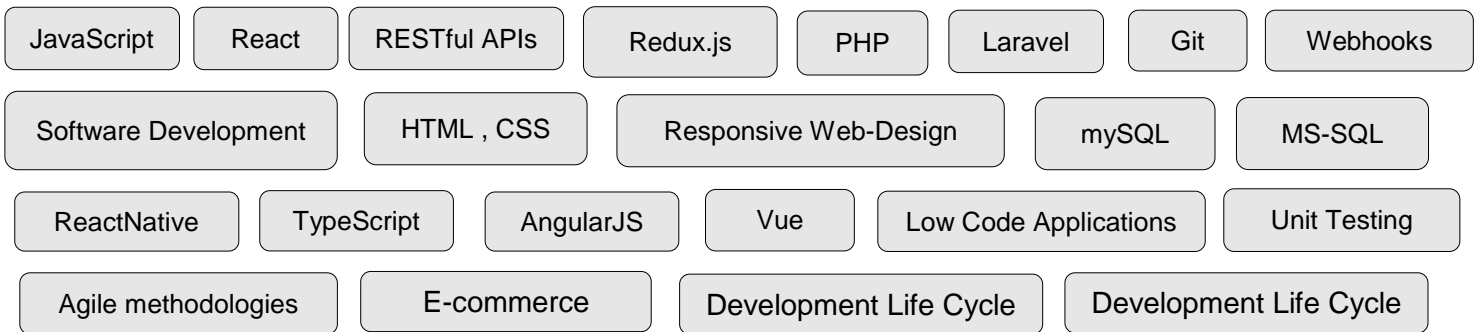 JavaScript React RESTful APIs Redux.js PHP Laravel Git Webhooks
Software Development HTML , CSS Responsive Web-Design mySQL MS-SQL
ReactNative TypeScript AngularJS Vue Low Code Applications Unit Testing
Agile methodologies E-commerce Development Life Cycle Development Life Cycle